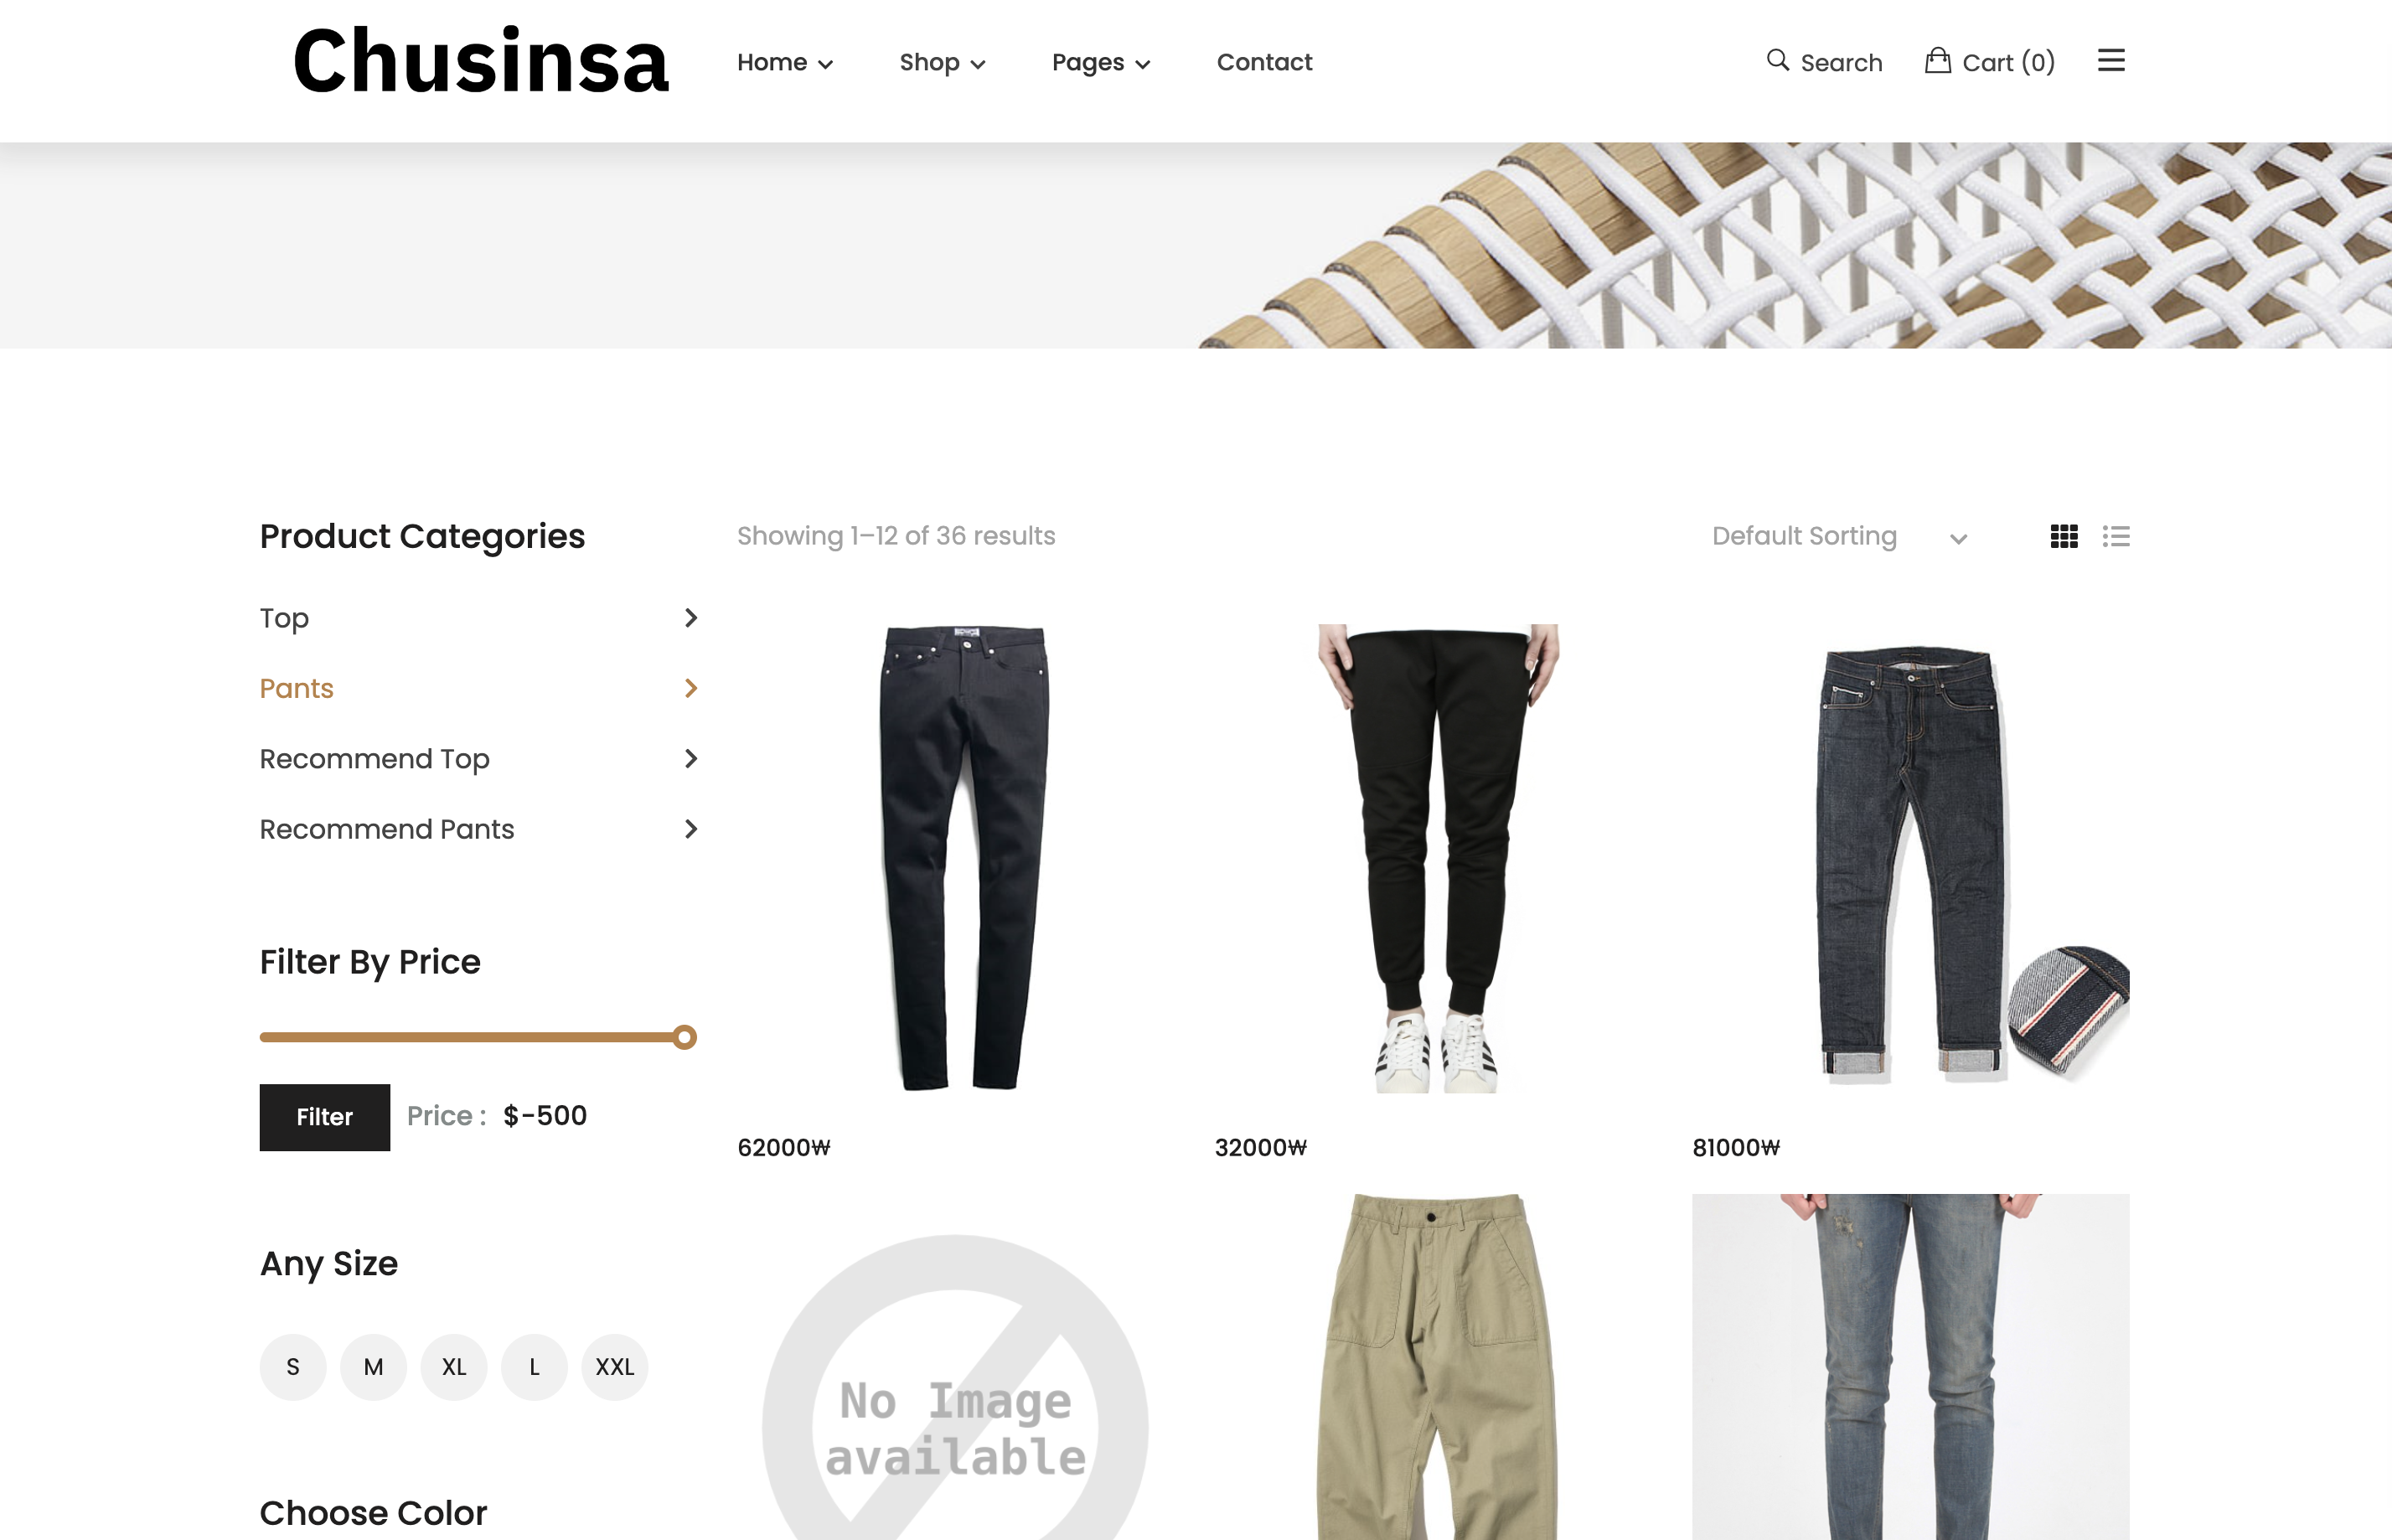 Chusinsa
Home
Shop
Pages
Contact
Search
Cart (0)
Product Categories
Top
Pants
Recommend Top
Recommend Pants
Filter By Price
Filter
Price : $-500
Any Size
S
M
XL
L
XXL
Choose Color
Showing 1–12 of 36 results
Default Sorting
62000₩
32000₩
81000₩
No Image
available